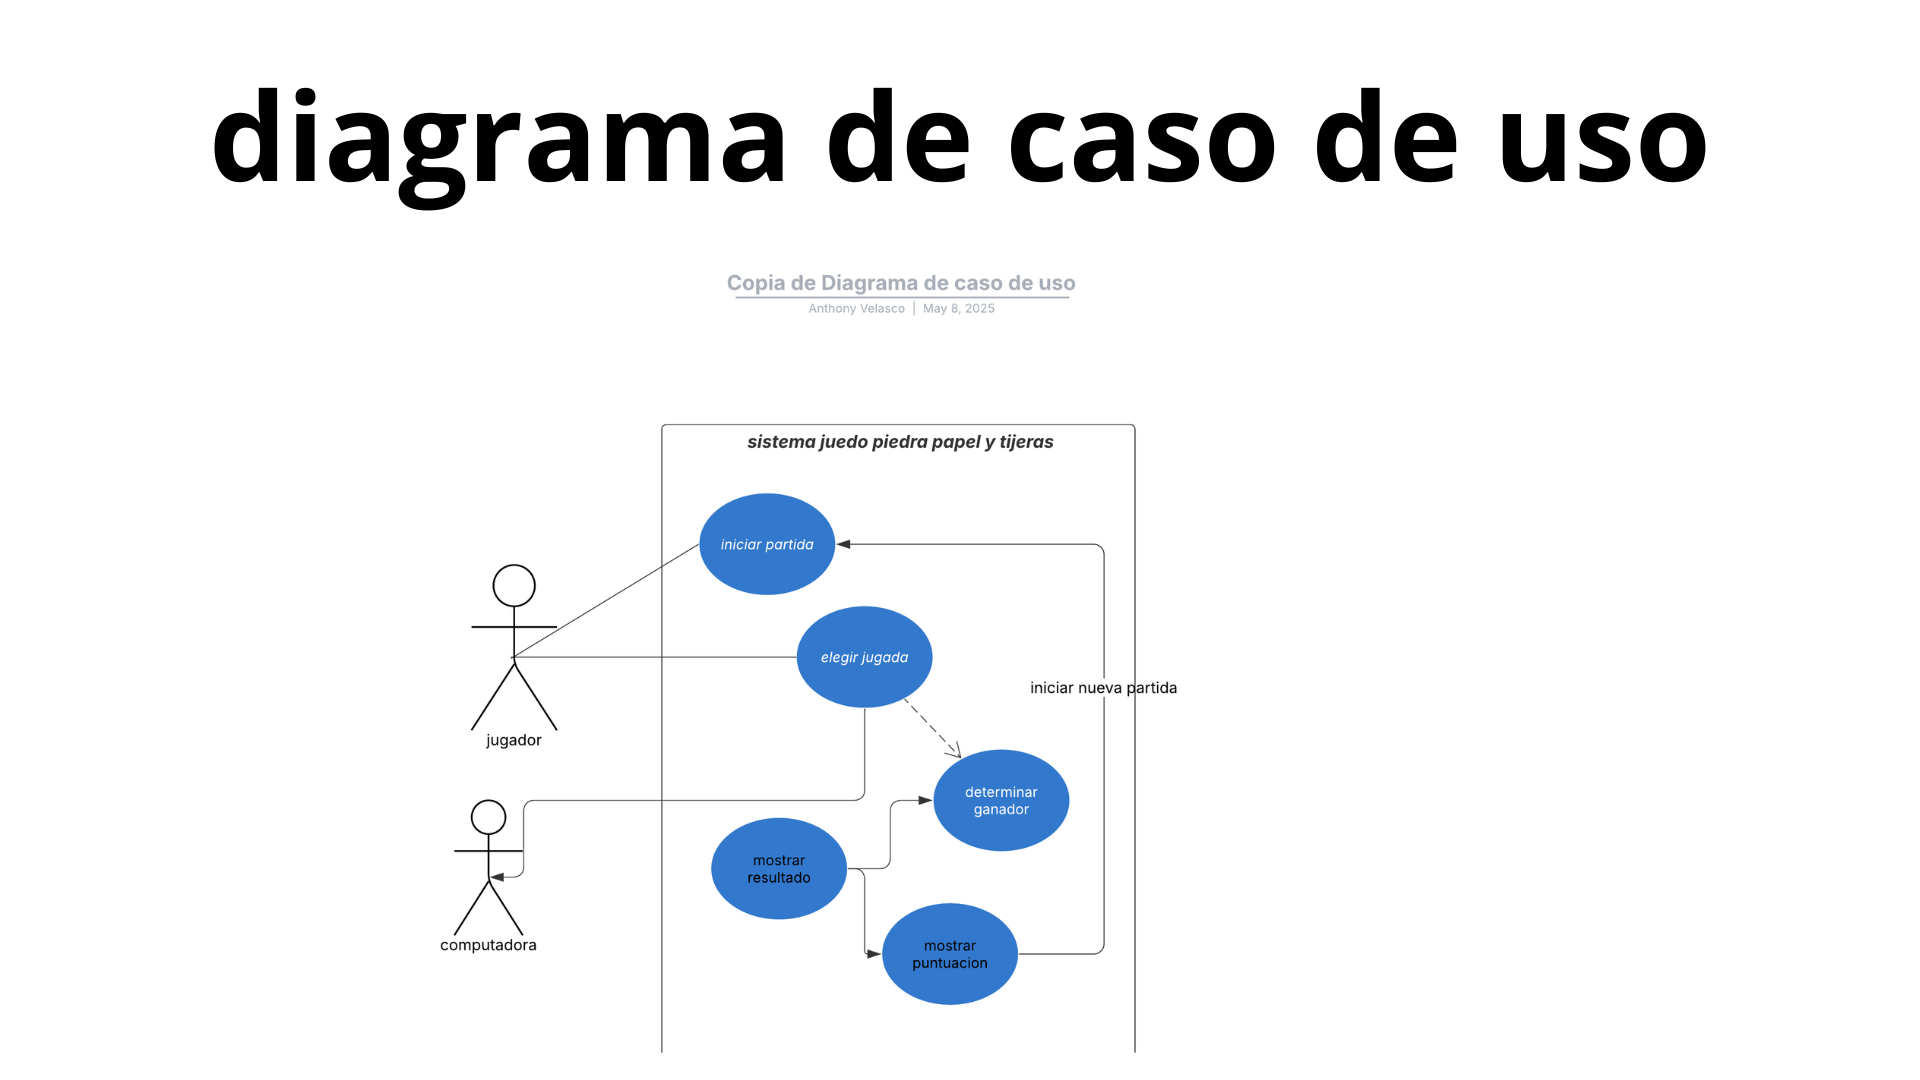 diagrama de caso de uso
Copia de Diagrama de caso de uso
Anthony Velasco | May 8, 2025
sistema juedo piedra papel y tijeras
iniciar partida
elegir jugada
iniciar nueva partida
jugador
determinar
ganador
mostrar
resultado
computadora
mostrar
puntuacion